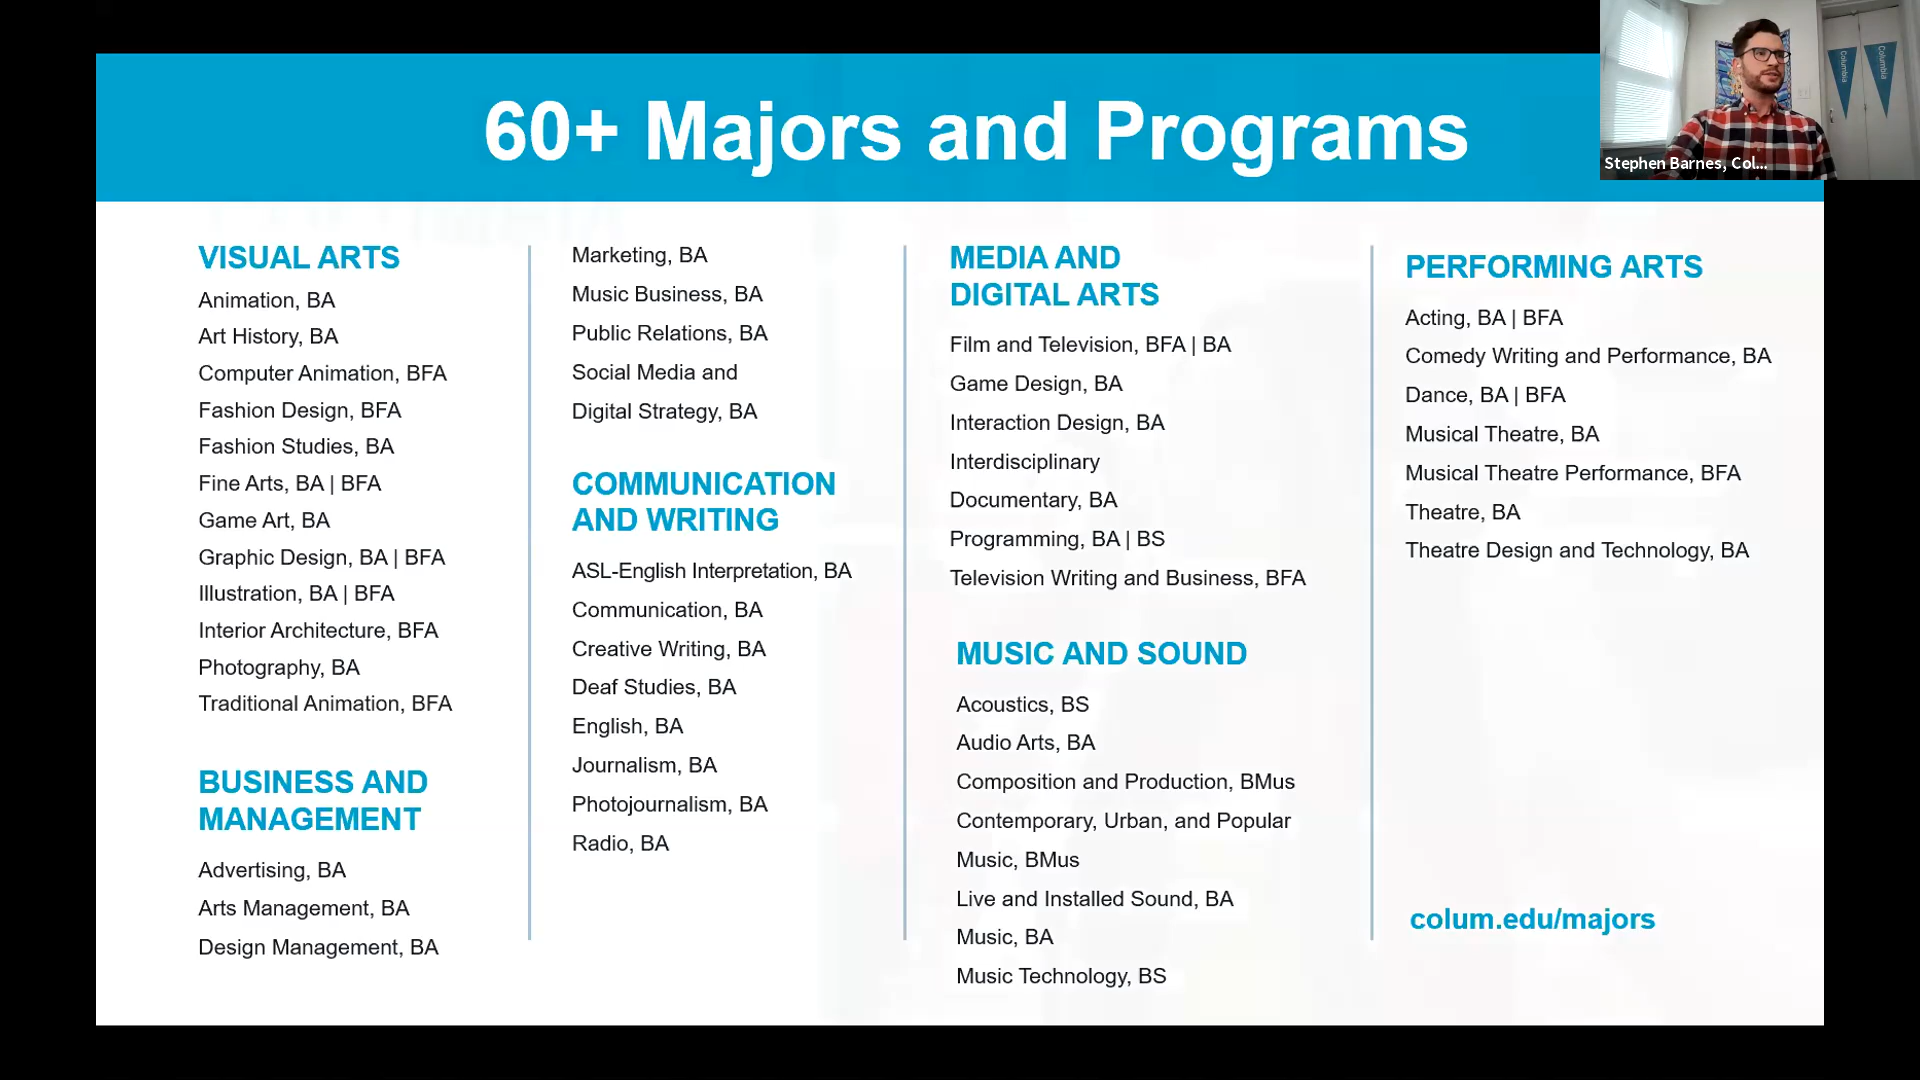 60+ Majors and Programs
Stephen Barnes, Col...
Columbia
Columbia
VISUAL ARTS
Animation, BA
Art History, BA
Computer Animation, BFA
Fashion Design, BFA
Fashion Studies, BA
Fine Arts, BA | BFA
Game Art, BA
Graphic Design, BA | BFA
Illustration, BA | BFA
Interior Architecture, BFA
Photography, BA
Traditional Animation, BFA
BUSINESS AND
MANAGEMENT
Advertising, BA
Arts Management, BA
Design Management, BA
Marketing, BA
Music Business, BA
Public Relations, BA
Social Media and
Digital Strategy, BA
COMMUNICATION
AND WRITING
ASL-English Interpretation, BA
Communication, BA
Creative Writing, BA
Deaf Studies, BA
English, BA
Journalism, BA
Photojournalism, BA
Radio, BA
MEDIA AND
DIGITAL ARTS
Film and Television, BFA | BA
Game Design, BA
Interaction Design, BA
Interdisciplinary
Documentary, BA
Programming, BA | BS
Television Writing and Business, BFA
MUSIC AND SOUND
Acoustics, BS
Audio Arts, BA
Composition and Production, BMus
Contemporary, Urban, and Popular
Music, BMus
Live and Installed Sound, BA
Music, BA
Music Technology, BS
PERFORMING ARTS
Acting, BA | BFA
Comedy Writing and Performance, BA
Dance, BA | BFA
Musical Theatre, BA
Musical Theatre Performance, BFA
Theatre, BA
Theatre Design and Technology, BA
colum.edu/majors